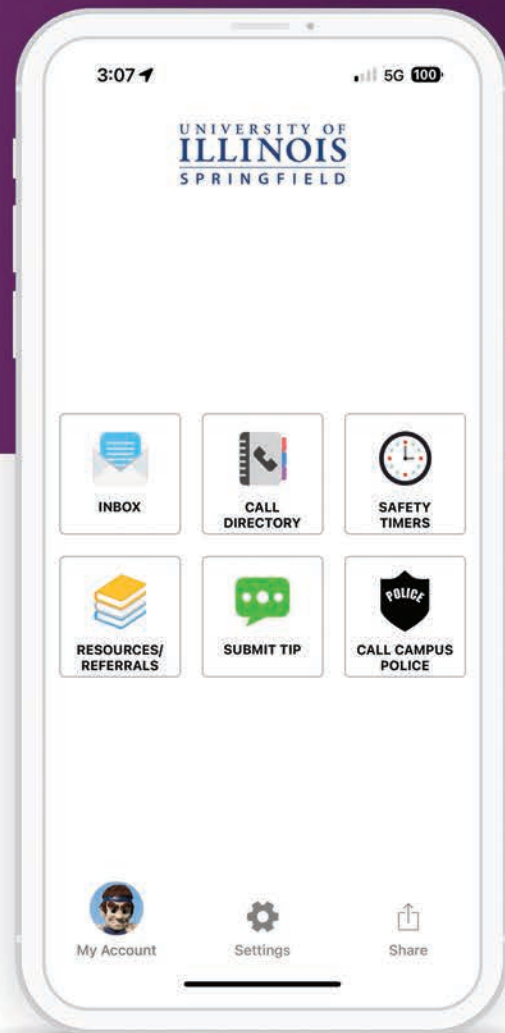 3:07
5G 100
UNIVERSITY OF
ILLINOIS
SPRINGFIELD
INBOX
CALL
DIRECTORY
SAFETY
TIMERS
RESOURCES/
REFERRALS
SUBMIT TIP
POLICE
CALL CAMPUS
POLICE
My Account
Settings
Share